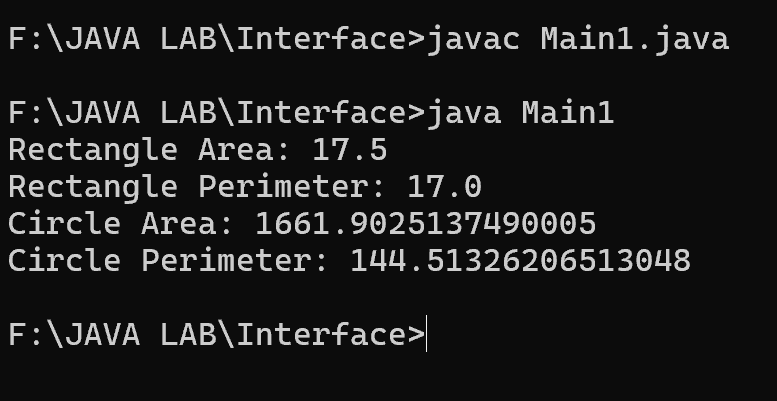 F:\JAVA LAB\Interface>javac Main1.java
F:\JAVA LAB\Interface>java Main1
Rectangle Area: 17.5
Rectangle Perimeter: 17.0
Circle Area: 1661.9025137490005
Circle Perimeter: 144.51326206513048
F:\JAVA LAB\Interface>